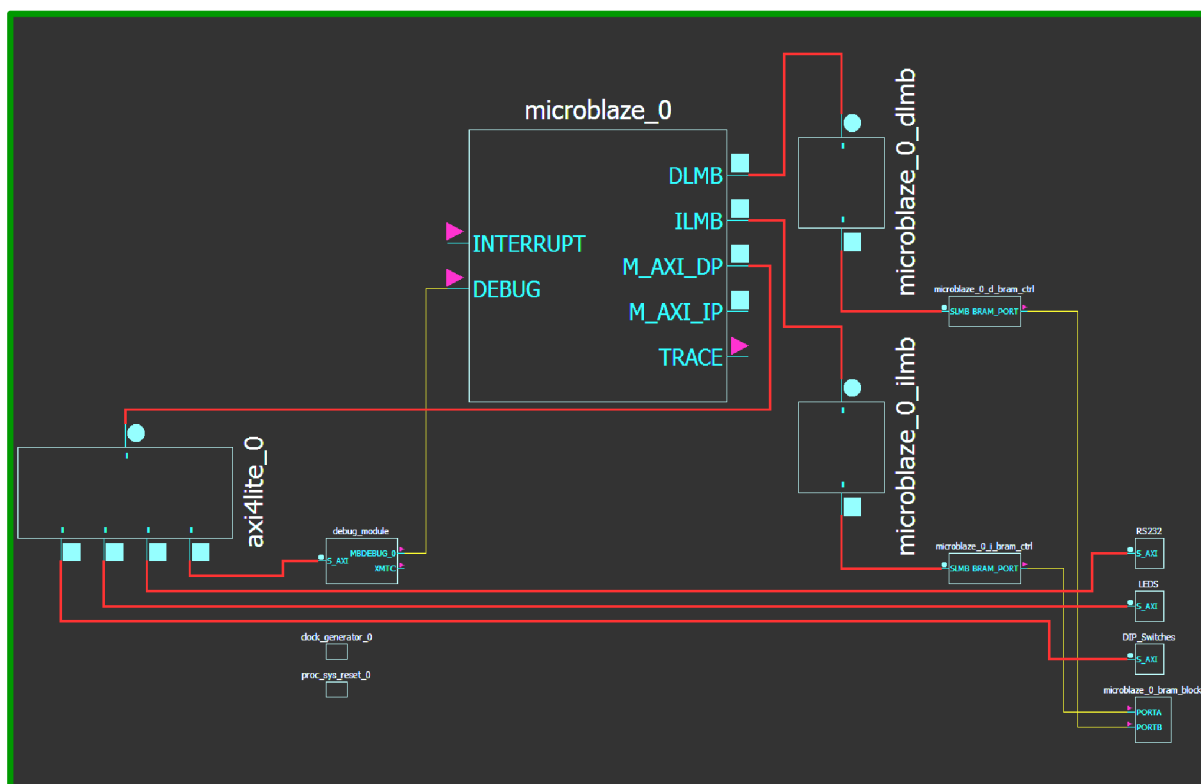 microblaze_0
DLMB
ILMB
INTERRUPT
M_AXI_DP
DEBUG
M_AXI_IP
TRACE
microblaze_0_dlmb
microblaze_0_d_bram_ctrl
SLMB BRAM_PORT
microblaze_0_ilmb
axi4lite_0
debug_module
MBDEBUG_0
S_AXI
XMTC
microblaze_0_i_bram_ctrl
SLMB BRAM_PORT
RS232
S_AXI
LEDS
S_AXI
clock_generator_0
DIP_Switches
S_AXI
proc_sys_reset_0
microblaze_0_bram_block
PORTA
PORTB